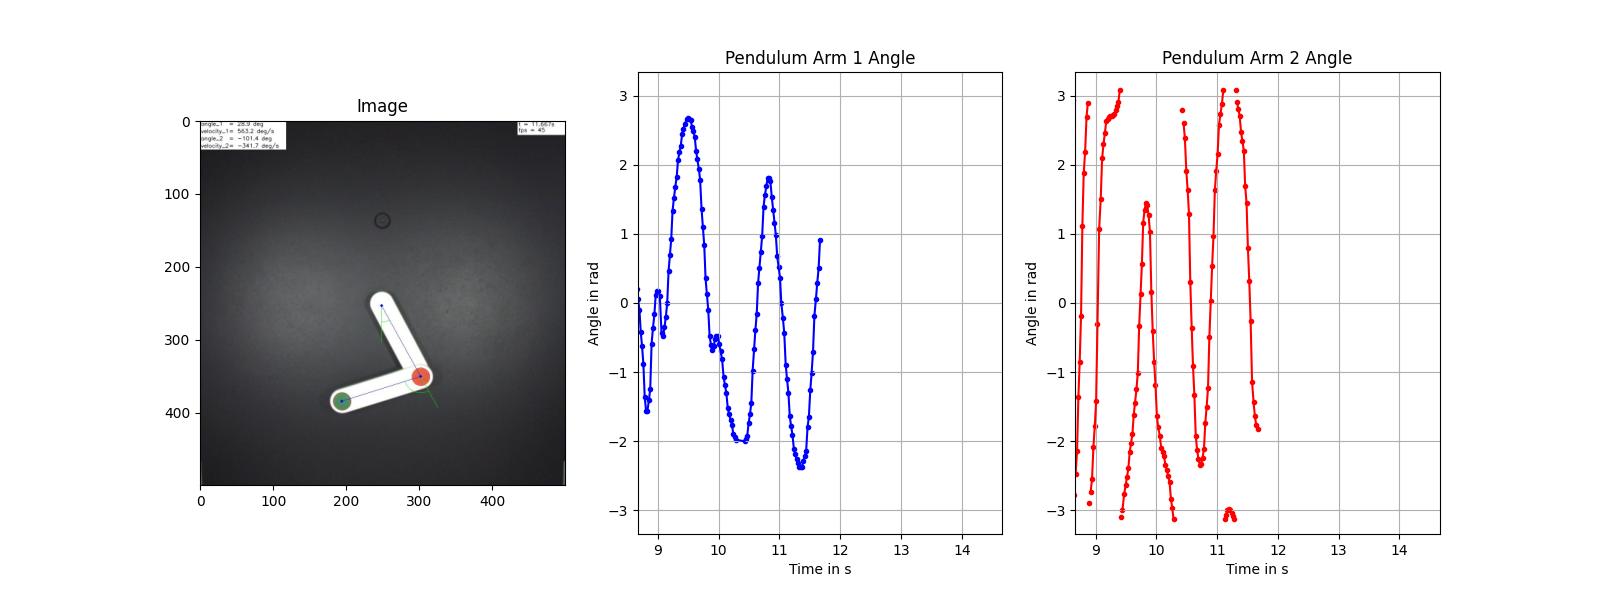 Image
angle_1 = 28.9 deg
velocity_1= 563.2 deg/s
angle_2 = -101.4 deg
velocity_2= -341.7 deg/s
t = 11.667s
fps = 45
0
100
200
300
400
0 100 200 300 400
Pendulum Arm 1 Angle
Angle in rad
3
2
1
0
−1
−2
−3
9 10 11 12 13 14
Time in s
Pendulum Arm 2 Angle
Angle in rad
3
2
1
0
−1
−2
−3
9 10 11 12 13 14
Time in s